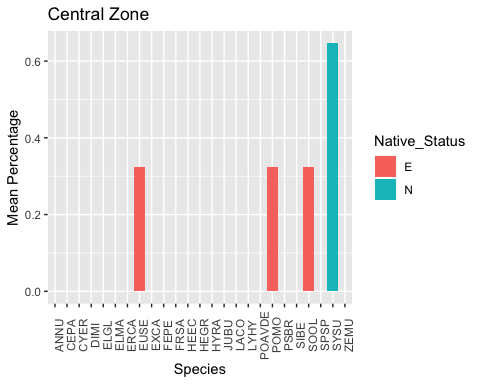 Central Zone
Mean Percentage
0.6
0.4
0.2
0.0
ANNU
CEPA
CYER
DIMI
ELGL
ELMA
ERCA
EUSE
EXCA
FEPE
FRSA
HEEC
HEGR
HYRA
JUBU
LACO
LYHY
POAVDE
POMO
PSBR
SIBE
SOOL
SPSP
SYSU
ZEMU
Species
Native_Status
E
N